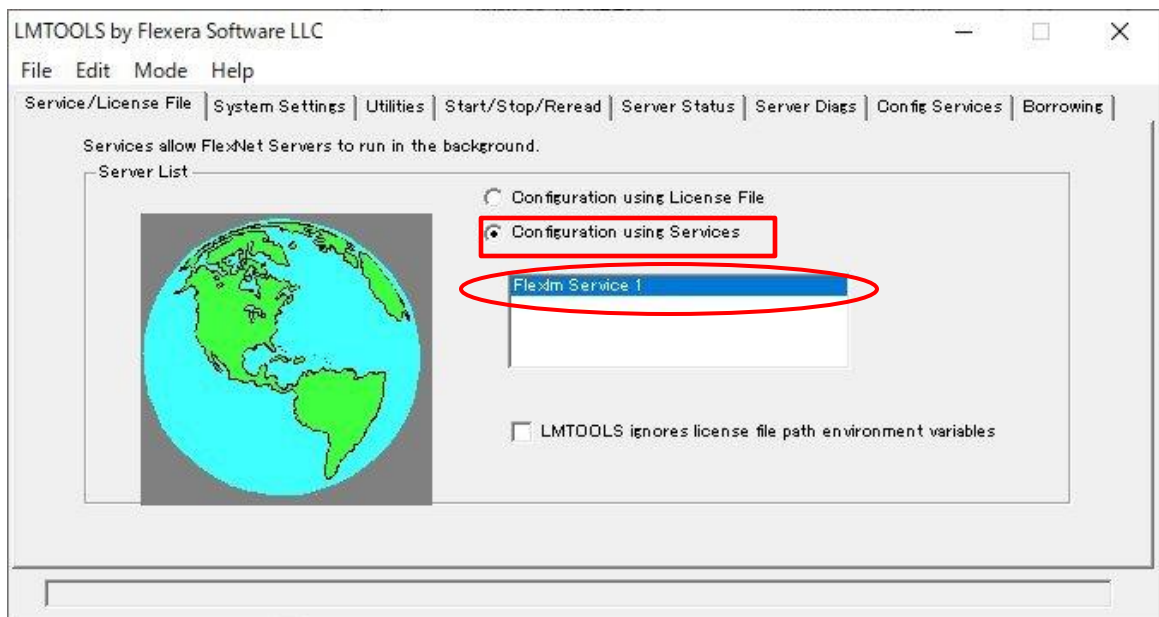 LMTOOLS by Flexera Software LLC
File Edit Mode Help
Service/License File System Settings Utilities Start/Stop/Reread Server Status Server Diags Config Services Borrowing
Services allow FlexNet Servers to run in the background.
Server List
Configuration using License File
Configuration using Services
Flexlm Service 1
LMTOOLS ignores license file path environment variables